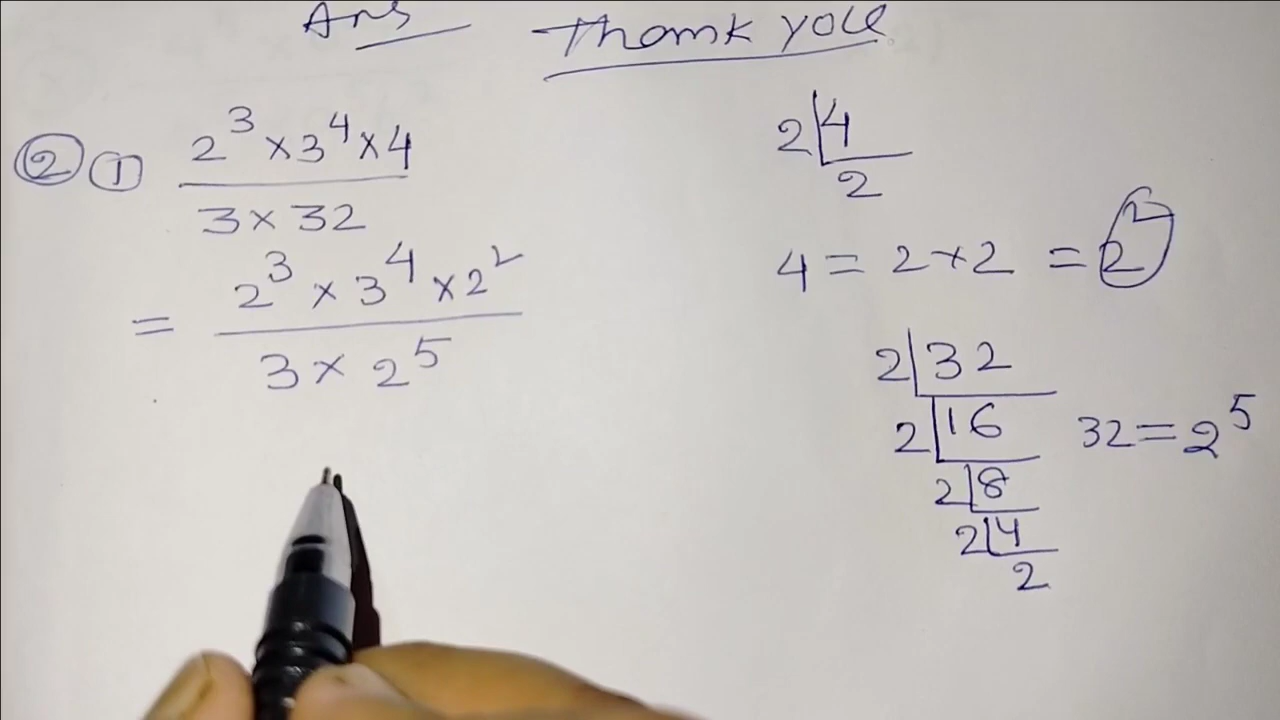 Ans Thank you
② ① 2³ × 3⁴ × 4
3 × 32
= 2³ × 3⁴ × 2²
3 × 2⁵
2 4
2
4 = 2 × 2 = 2²
2 32
2 16
2 8
2 4
2
32 = 2⁵